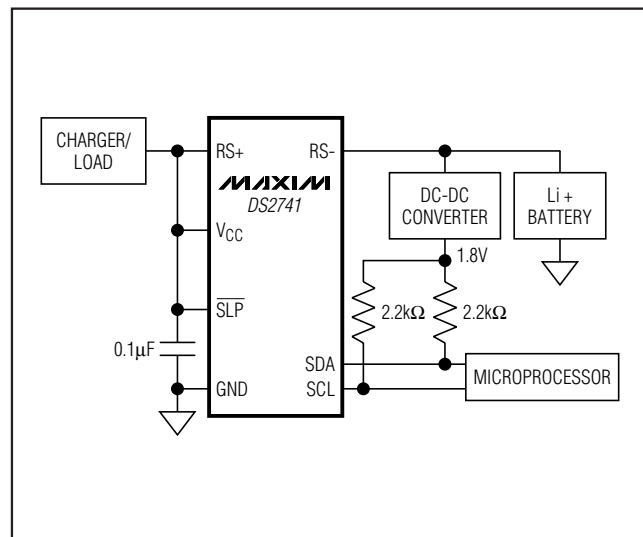 CHARGER/
LOAD
RS+
RS-
MAXIM
DS2741
DC-DC
CONVERTER
Li +
BATTERY
VCC
1.8V
SLP
2.2kΩ
2.2kΩ
0.1µF
SDA
SCL
GND
MICROPROCESSOR